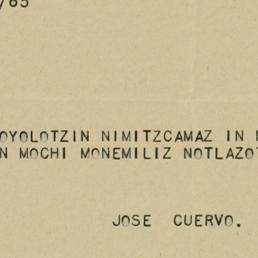 /65
OYOLOTZIN NIMITZCAMAZ IN
N MOCHI MONEMILIZ NOTLAZO
JOSE CUERVO.